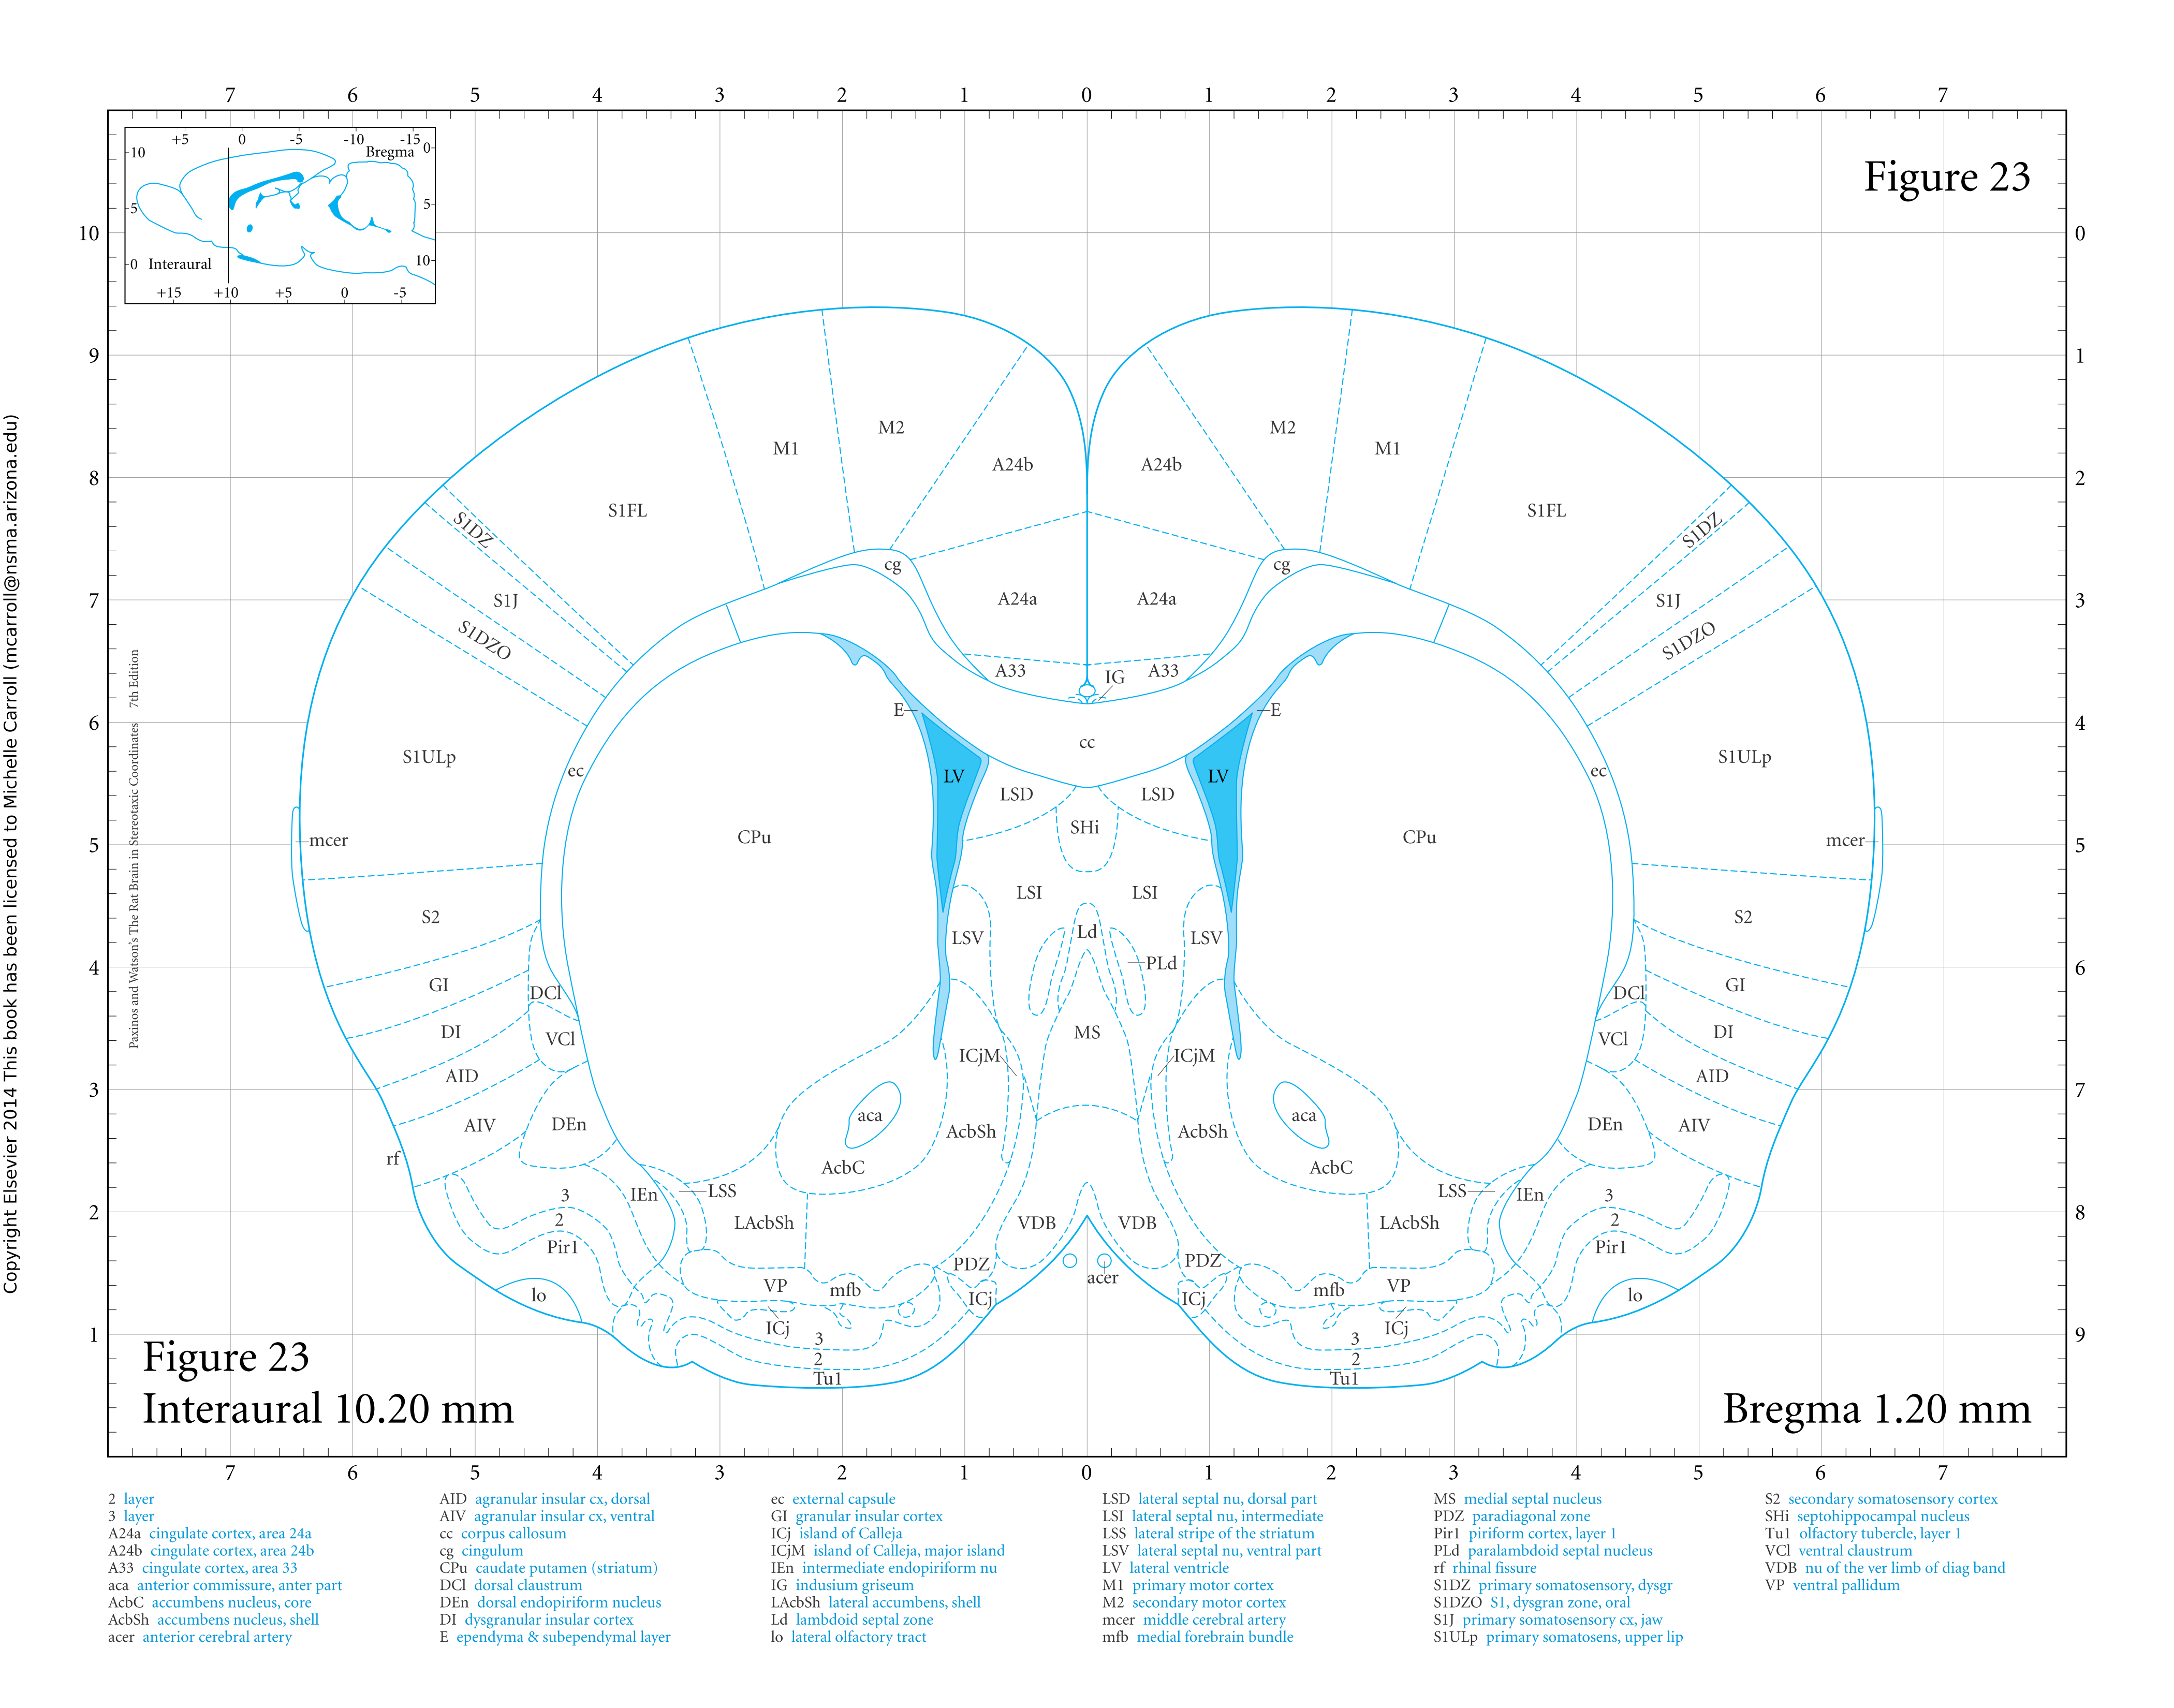 7 6 5 4 3 2 1 0 1 2 3 4 5 6 7
+5 0 -5 -10 -15
Bregma 0
10
5
5
0 Interaural
10
+15 +10 +5 0 -5
Figure 23
10 0
9 1
8 2
7 3
6 4
5 5
4 6
3 7
2 8
1 9
M1 M2 A24b A24b M2 M1
S1FL S1FL
S1DZ S1DZ
cg cg
S1J A24a A24a S1J
S1DZO S1DZO
A33 IG A33
E E
cc
S1ULp ec LV LV ec S1ULp
LSD LSD
SHi
mcer CPu CPu mcer
LSI LSI
S2 Ld S2
LSV LSV
PLd
GI DCl DCl GI
DI VCl MS VCl DI
ICjM ICjM
AID AID
aca aca
AIV DEn AcbSh AcbSh DEn AIV
rf AcbC AcbC
3 IEn LSS LSS IEn 3
2 LAcbSh VDB VDB LAcbSh 2
Pir1 Pir1
PDZ PDZ
acer
VP mfb mfb VP
lo ICj ICj lo
ICj ICj
3 3
2 2
Tu1 Tu1
Copyright Elsevier 2014 This book has been licensed to Michelle Carroll (mcarroll@nsma.arizona.edu)
Paxinos and Watson's The Rat Brain in Stereotaxic Coordinates 7th Edition
Figure 23
Interaural 10.20 mm
Bregma 1.20 mm
7 6 5 4 3 2 1 0 1 2 3 4 5 6 7
2 layer
3 layer
A24a cingulate cortex, area 24a
A24b cingulate cortex, area 24b
A33 cingulate cortex, area 33
aca anterior commissure, anter part
AcbC accumbens nucleus, core
AcbSh accumbens nucleus, shell
acer anterior cerebral artery
AID agranular insular cx, dorsal
AIV agranular insular cx, ventral
cc corpus callosum
cg cingulum
CPu caudate putamen (striatum)
DCl dorsal claustrum
DEn dorsal endopiriform nucleus
DI dysgranular insular cortex
E ependyma & subependymal layer
ec external capsule
GI granular insular cortex
ICj island of Calleja
ICjM island of Calleja, major island
IEn intermediate endopiriform nu
IG indusium griseum
LAcbSh lateral accumbens, shell
Ld lambdoid septal zone
lo lateral olfactory tract
LSD lateral septal nu, dorsal part
LSI lateral septal nu, intermediate
LSS lateral stripe of the striatum
LSV lateral septal nu, ventral part
LV lateral ventricle
M1 primary motor cortex
M2 secondary motor cortex
mcer middle cerebral artery
mfb medial forebrain bundle
MS medial septal nucleus
PDZ paradiagonal zone
Pir1 piriform cortex, layer 1
PLd paralambdoid septal nucleus
rf rhinal fissure
S1DZ primary somatosensory, dysgr
S1DZO S1, dysgran zone, oral
S1J primary somatosensory cx, jaw
S1ULp primary somatosens, upper lip
S2 secondary somatosensory cortex
SHi septohippocampal nucleus
Tu1 olfactory tubercle, layer 1
VCl ventral claustrum
VDB nu of the ver limb of diag band
VP ventral pallidum